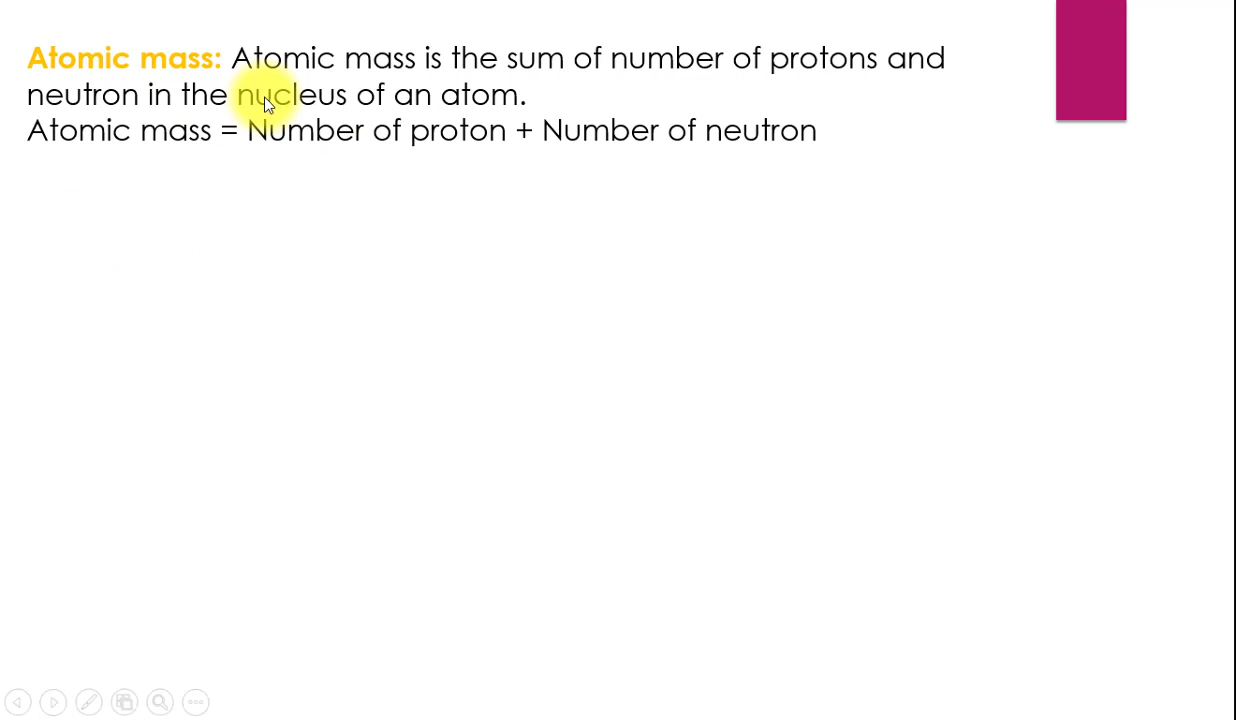 Atomic mass: Atomic mass is the sum of number of protons and
neutron in the nucleus of an atom.
Atomic mass = Number of proton + Number of neutron